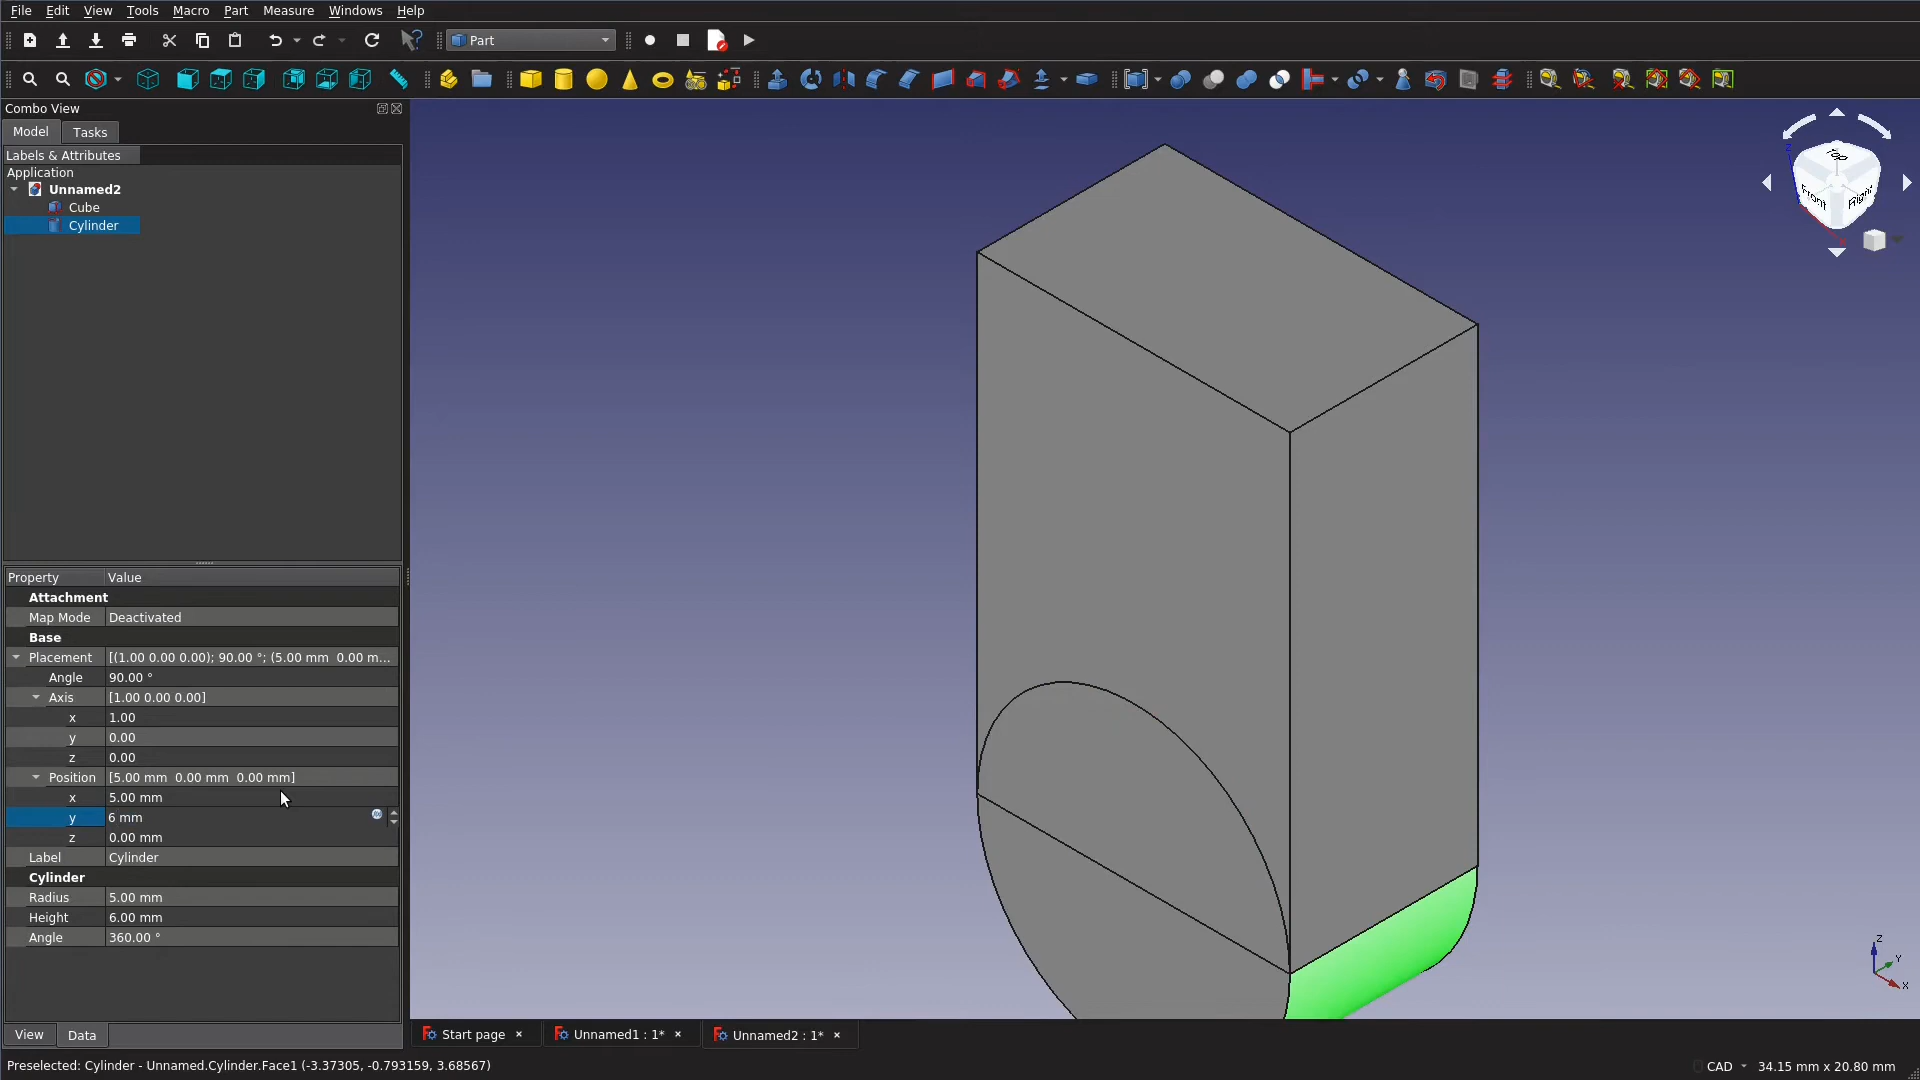 File Edit View Tools Macro Part Measure Windows Help
Part
Combo View
Model Tasks
Labels & Attributes
Application
Unnamed2
Cube
Cylinder
Top
Front Right
Z
Property Value
Attachment
Map Mode Deactivated
Base
Placement [(1.00 0.00 0.00); 90.00 °; (5.00 mm  0.00 m...
Angle 90.00 °
Axis [1.00 0.00 0.00]
x 1.00
y 0.00
z 0.00
Position [5.00 mm  0.00 mm  0.00 mm]
x 5.00 mm
y 6 mm
z 0.00 mm
Label Cylinder
Cylinder
Radius 5.00 mm
Height 6.00 mm
Angle 360.00 °
Z
Y
X
View Data
Start page Unnamed1 : 1* Unnamed2 : 1*
Preselected: Cylinder - Unnamed.Cylinder.Face1 (-3.37305, -0.793159, 3.68567)
CAD 34.15 mm x 20.80 mm